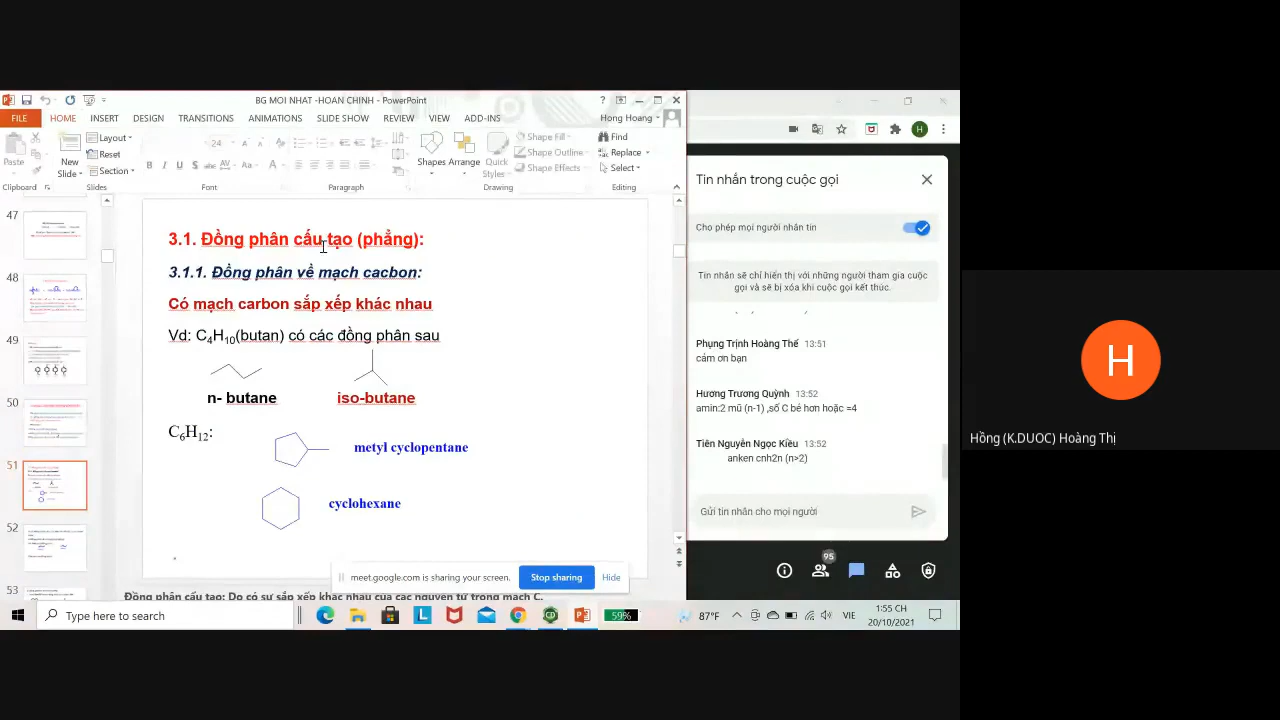 BG MOI NHAT -HOAN CHINH - PowerPoint
FILE HOME INSERT DESIGN TRANSITIONS ANIMATIONS SLIDE SHOW REVIEW VIEW ADD-INS
Hong Hoang
Paste
New
Slide
Layout
Reset
Section
24
B I U S abc AV Aa A
Shapes Arrange Quick
Styles
Shape Fill
Shape Outline
Shape Effects
Find
Replace
Select
Clipboard Slides Font Paragraph Drawing Editing
47
48
49
50
51
52
53
3.1. Đồng phân cấu tạo (phẳng):
3.1.1. Đồng phân về mạch cacbon:
Có mạch carbon sắp xếp khác nhau
Vd: C4H10(butan) có các đồng phân sau
n- butane iso-butane
C6H12:
metyl cyclopentane
cyclohexane
meet.google.com is sharing your screen. Stop sharing Hide
Đồng phân cấu tạo: Do có sự sắp xếp khác nhau của các nguyên tử trong mạch C.
H
Tin nhắn trong cuộc gọi
Cho phép mọi người nhắn tin
Tin nhắn sẽ chỉ hiển thị với những người tham gia cuộc
gọi và sẽ bị xóa khi cuộc gọi kết thúc.
Phụng Trịnh Hoàng Thế 13:51
cảm ơn bạn
Hương Trương Quỳnh 13:52
amin:2 mũ (n-1) ,số C bé hơn hoặc =4
Tiên Nguyễn Ngọc Kiều 13:52
anken cnh2n (n>2)
Gửi tin nhắn cho mọi người
95
H
Hồng (K.DUOC) Hoàng Thị
Type here to search
59%
87°F
VIE
1:55 CH
20/10/2021